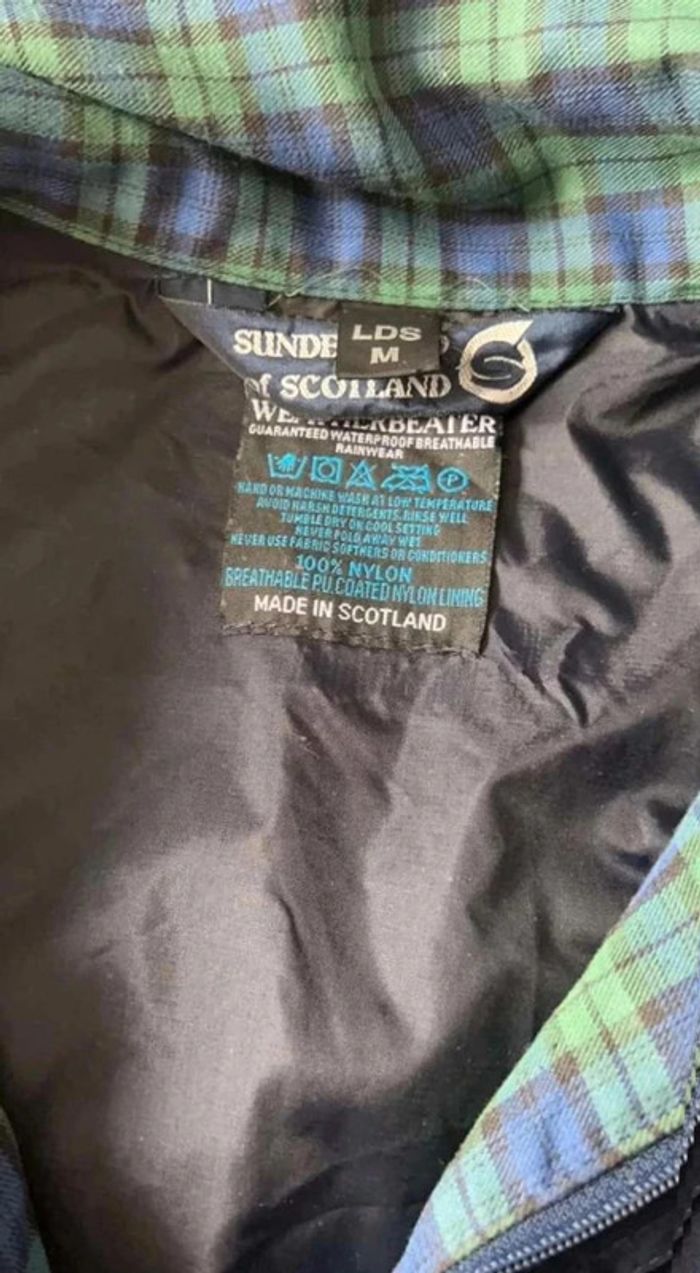 SUNDE
LDS
M
of SCOTLAND
WEATHERBEATER
GUARANTEED WATERPROOF BREATHABLE
RAINWEAR
P
HAND OR MACHINE WASH AT LOW TEMPERATURE
AVOID HARSH DETERGENTS. RINSE WELL
TUMBLE DRY ON COOL SETTING
NEVER FOLD AWAY WET
NEVER USE FABRIC SOFTNERS OR CONDITIONERS
100% NYLON
BREATHABLE P.U. COATED NYLON LINING
MADE IN SCOTLAND